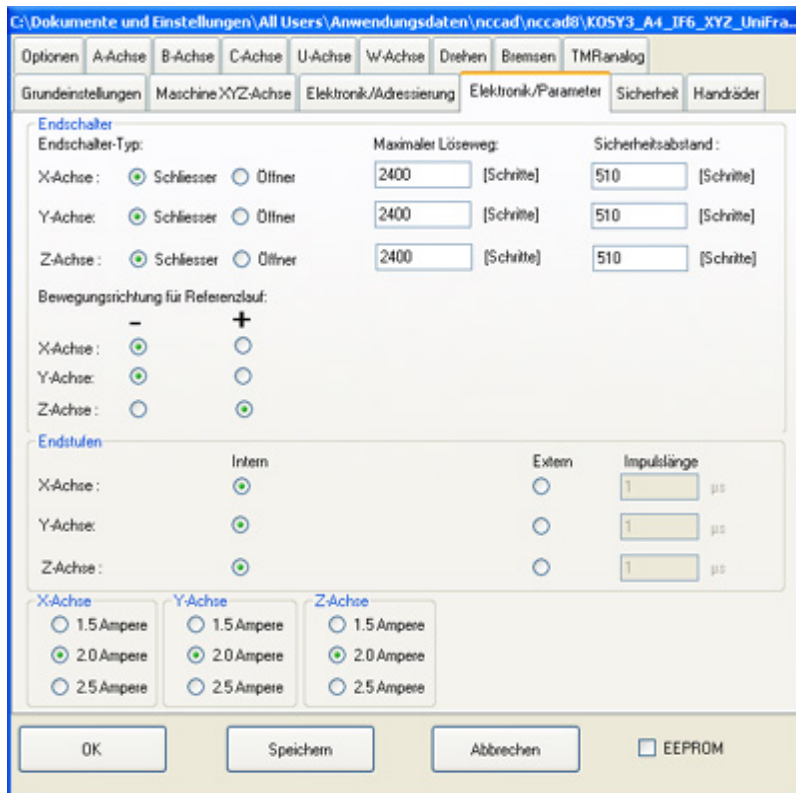 C:\Dokumente und Einstellungen\All Users\Anwendungsdaten\nccad\nccad8\KOSY3_A4_IF6_XYZ_UniFra...
Optionen A-Achse B-Achse C-Achse U-Achse W-Achse Drehen Bremsen TMRanalog
Grundeinstellungen Maschine XYZ-Achse Elektronik/Adressierung Elektronik/Parameter Sicherheit Handräder
Endschalter
Endschalter-Typ: Maximaler Löseweg: Sicherheitsabstand :
X-Achse : Schliesser Öffner 2400 [Schritte] 510 [Schritte]
Y-Achse: Schliesser Öffner 2400 [Schritte] 510 [Schritte]
Z-Achse : Schliesser Öffner 2400 [Schritte] 510 [Schritte]
Bewegungsrichtung für Referenzlauf:
- +
X-Achse :
Y-Achse:
Z-Achse :
Endstufen
Intern Extern Impulslänge
X-Achse : 1 µs
Y-Achse: 1 µs
Z-Achse : 1 µs
X-Achse Y-Achse Z-Achse
1.5 Ampere 1.5 Ampere 1.5 Ampere
2.0 Ampere 2.0 Ampere 2.0 Ampere
2.5 Ampere 2.5 Ampere 2.5 Ampere
OK Speichern Abbrechen EEPROM